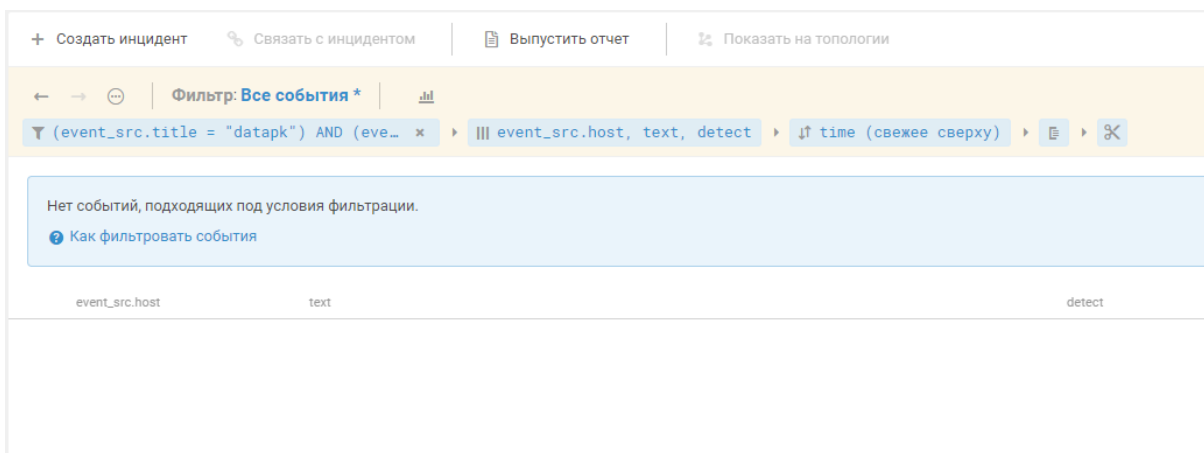 + Создать инцидент Связать с инцидентом Выпустить отчет Показать на топологии
Фильтр: Все события *
(event_src.title = "datapk") AND (eve… × event_src.host, text, detect time (свежее сверху)
Нет событий, подходящих под условия фильтрации.
Как фильтровать события
event_src.host text detect